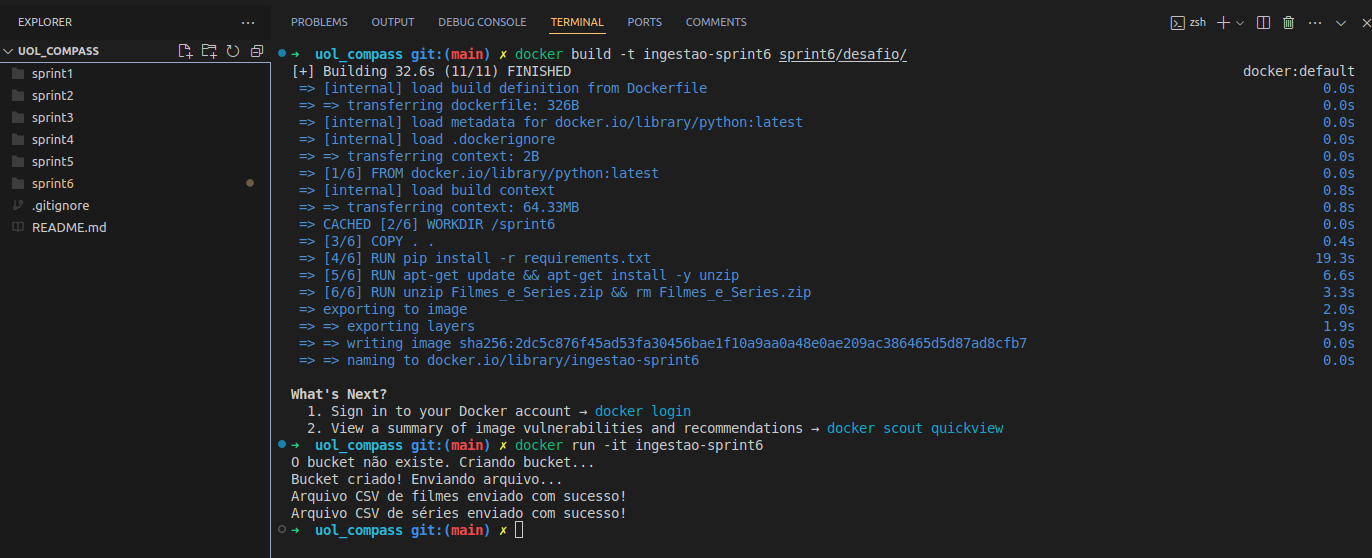 EXPLORER ...
UOL_COMPASS
sprint1
sprint2
sprint3
sprint4
sprint5
sprint6
.gitignore
README.md
PROBLEMS OUTPUT DEBUG CONSOLE TERMINAL PORTS COMMENTS
zsh
→ uol_compass git:(main) ✗ docker build -t ingestao-sprint6 sprint6/desafio/
[+] Building 32.6s (11/11) FINISHED docker:default
=> [internal] load build definition from Dockerfile 0.0s
=> => transferring dockerfile: 326B 0.0s
=> [internal] load metadata for docker.io/library/python:latest 0.0s
=> [internal] load .dockerignore 0.0s
=> => transferring context: 2B 0.0s
=> [1/6] FROM docker.io/library/python:latest 0.0s
=> [internal] load build context 0.8s
=> => transferring context: 64.33MB 0.8s
=> CACHED [2/6] WORKDIR /sprint6 0.0s
=> [3/6] COPY . . 0.4s
=> [4/6] RUN pip install -r requirements.txt 19.3s
=> [5/6] RUN apt-get update && apt-get install -y unzip 6.6s
=> [6/6] RUN unzip Filmes_e_Series.zip && rm Filmes_e_Series.zip 3.3s
=> exporting to image 2.0s
=> => exporting layers 1.9s
=> => writing image sha256:2dc5c876f45ad53fa30456bae1f10a9aa0a48e0ae209ac386465d5d87ad8cfb7 0.0s
=> => naming to docker.io/library/ingestao-sprint6 0.0s
What's Next?
1. Sign in to your Docker account → docker login
2. View a summary of image vulnerabilities and recommendations → docker scout quickview
→ uol_compass git:(main) ✗ docker run -it ingestao-sprint6
O bucket não existe. Criando bucket...
Bucket criado! Enviando arquivo...
Arquivo CSV de filmes enviado com sucesso!
Arquivo CSV de séries enviado com sucesso!
→ uol_compass git:(main) ✗